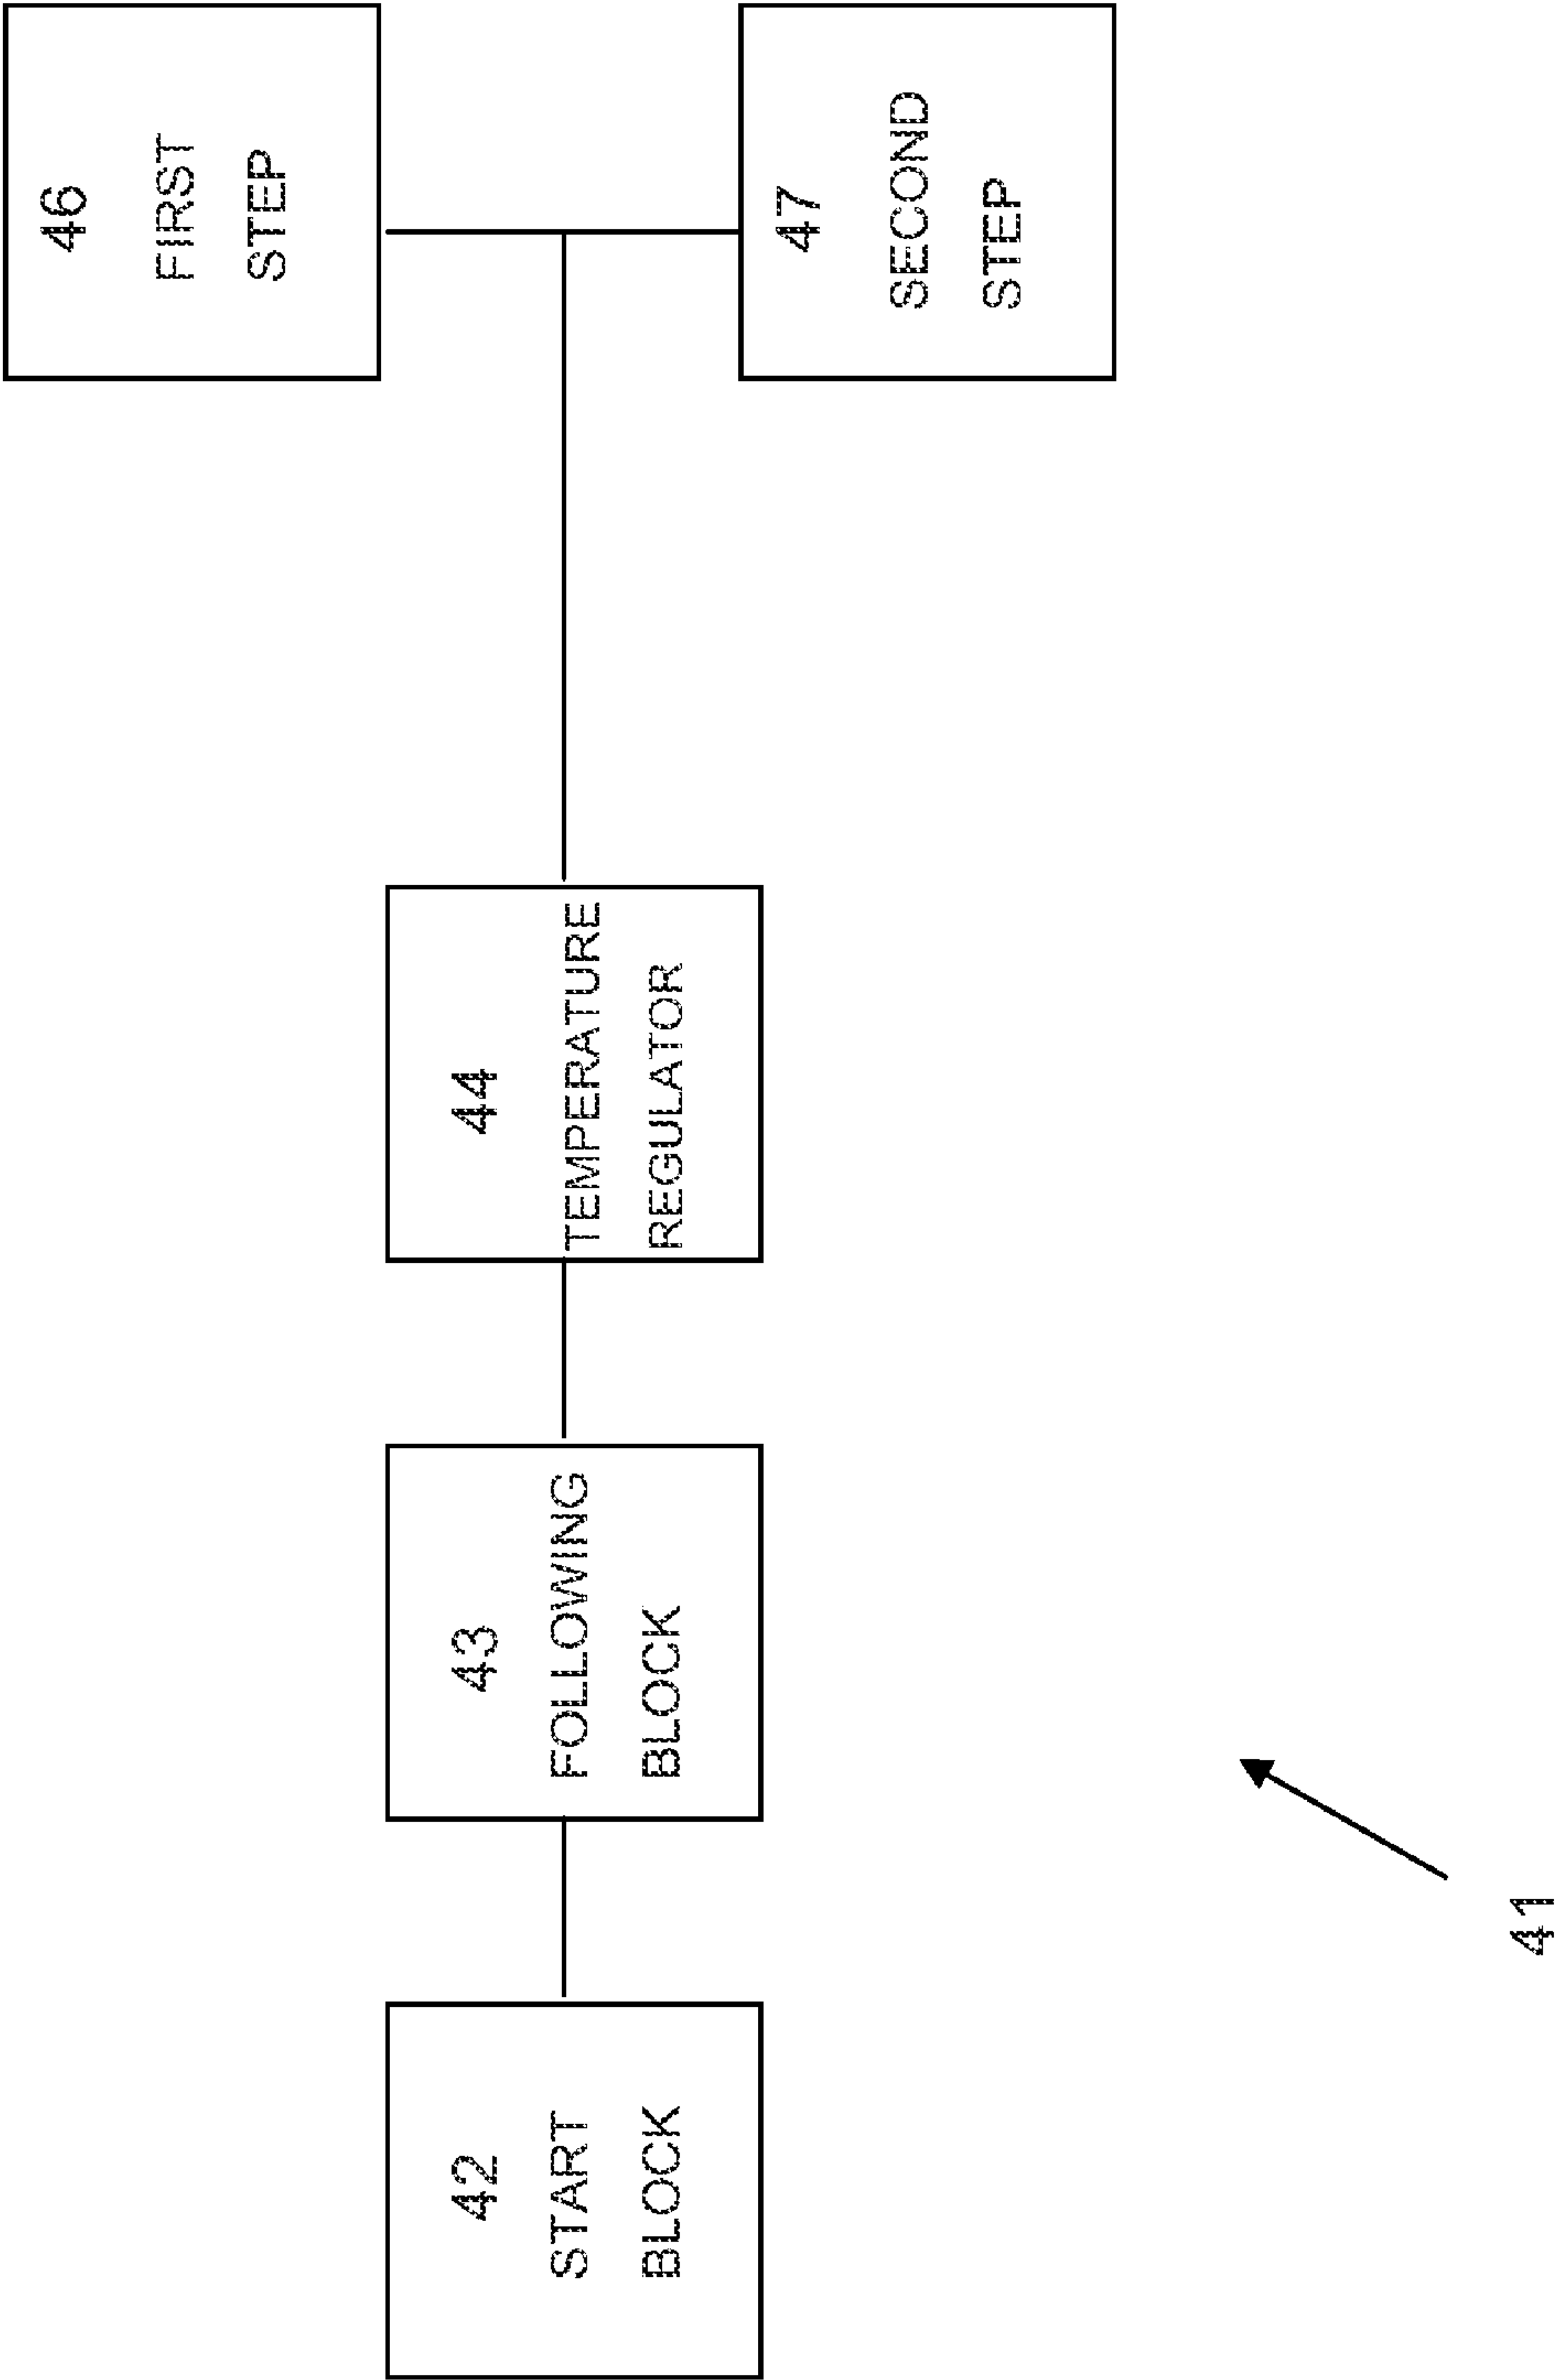 42
START
BLOCK
43
FOLLOWING
BLOCK
44
TEMPERATURE
REGULATOR
46
FIRST
STEP
47
SECOND
STEP
41